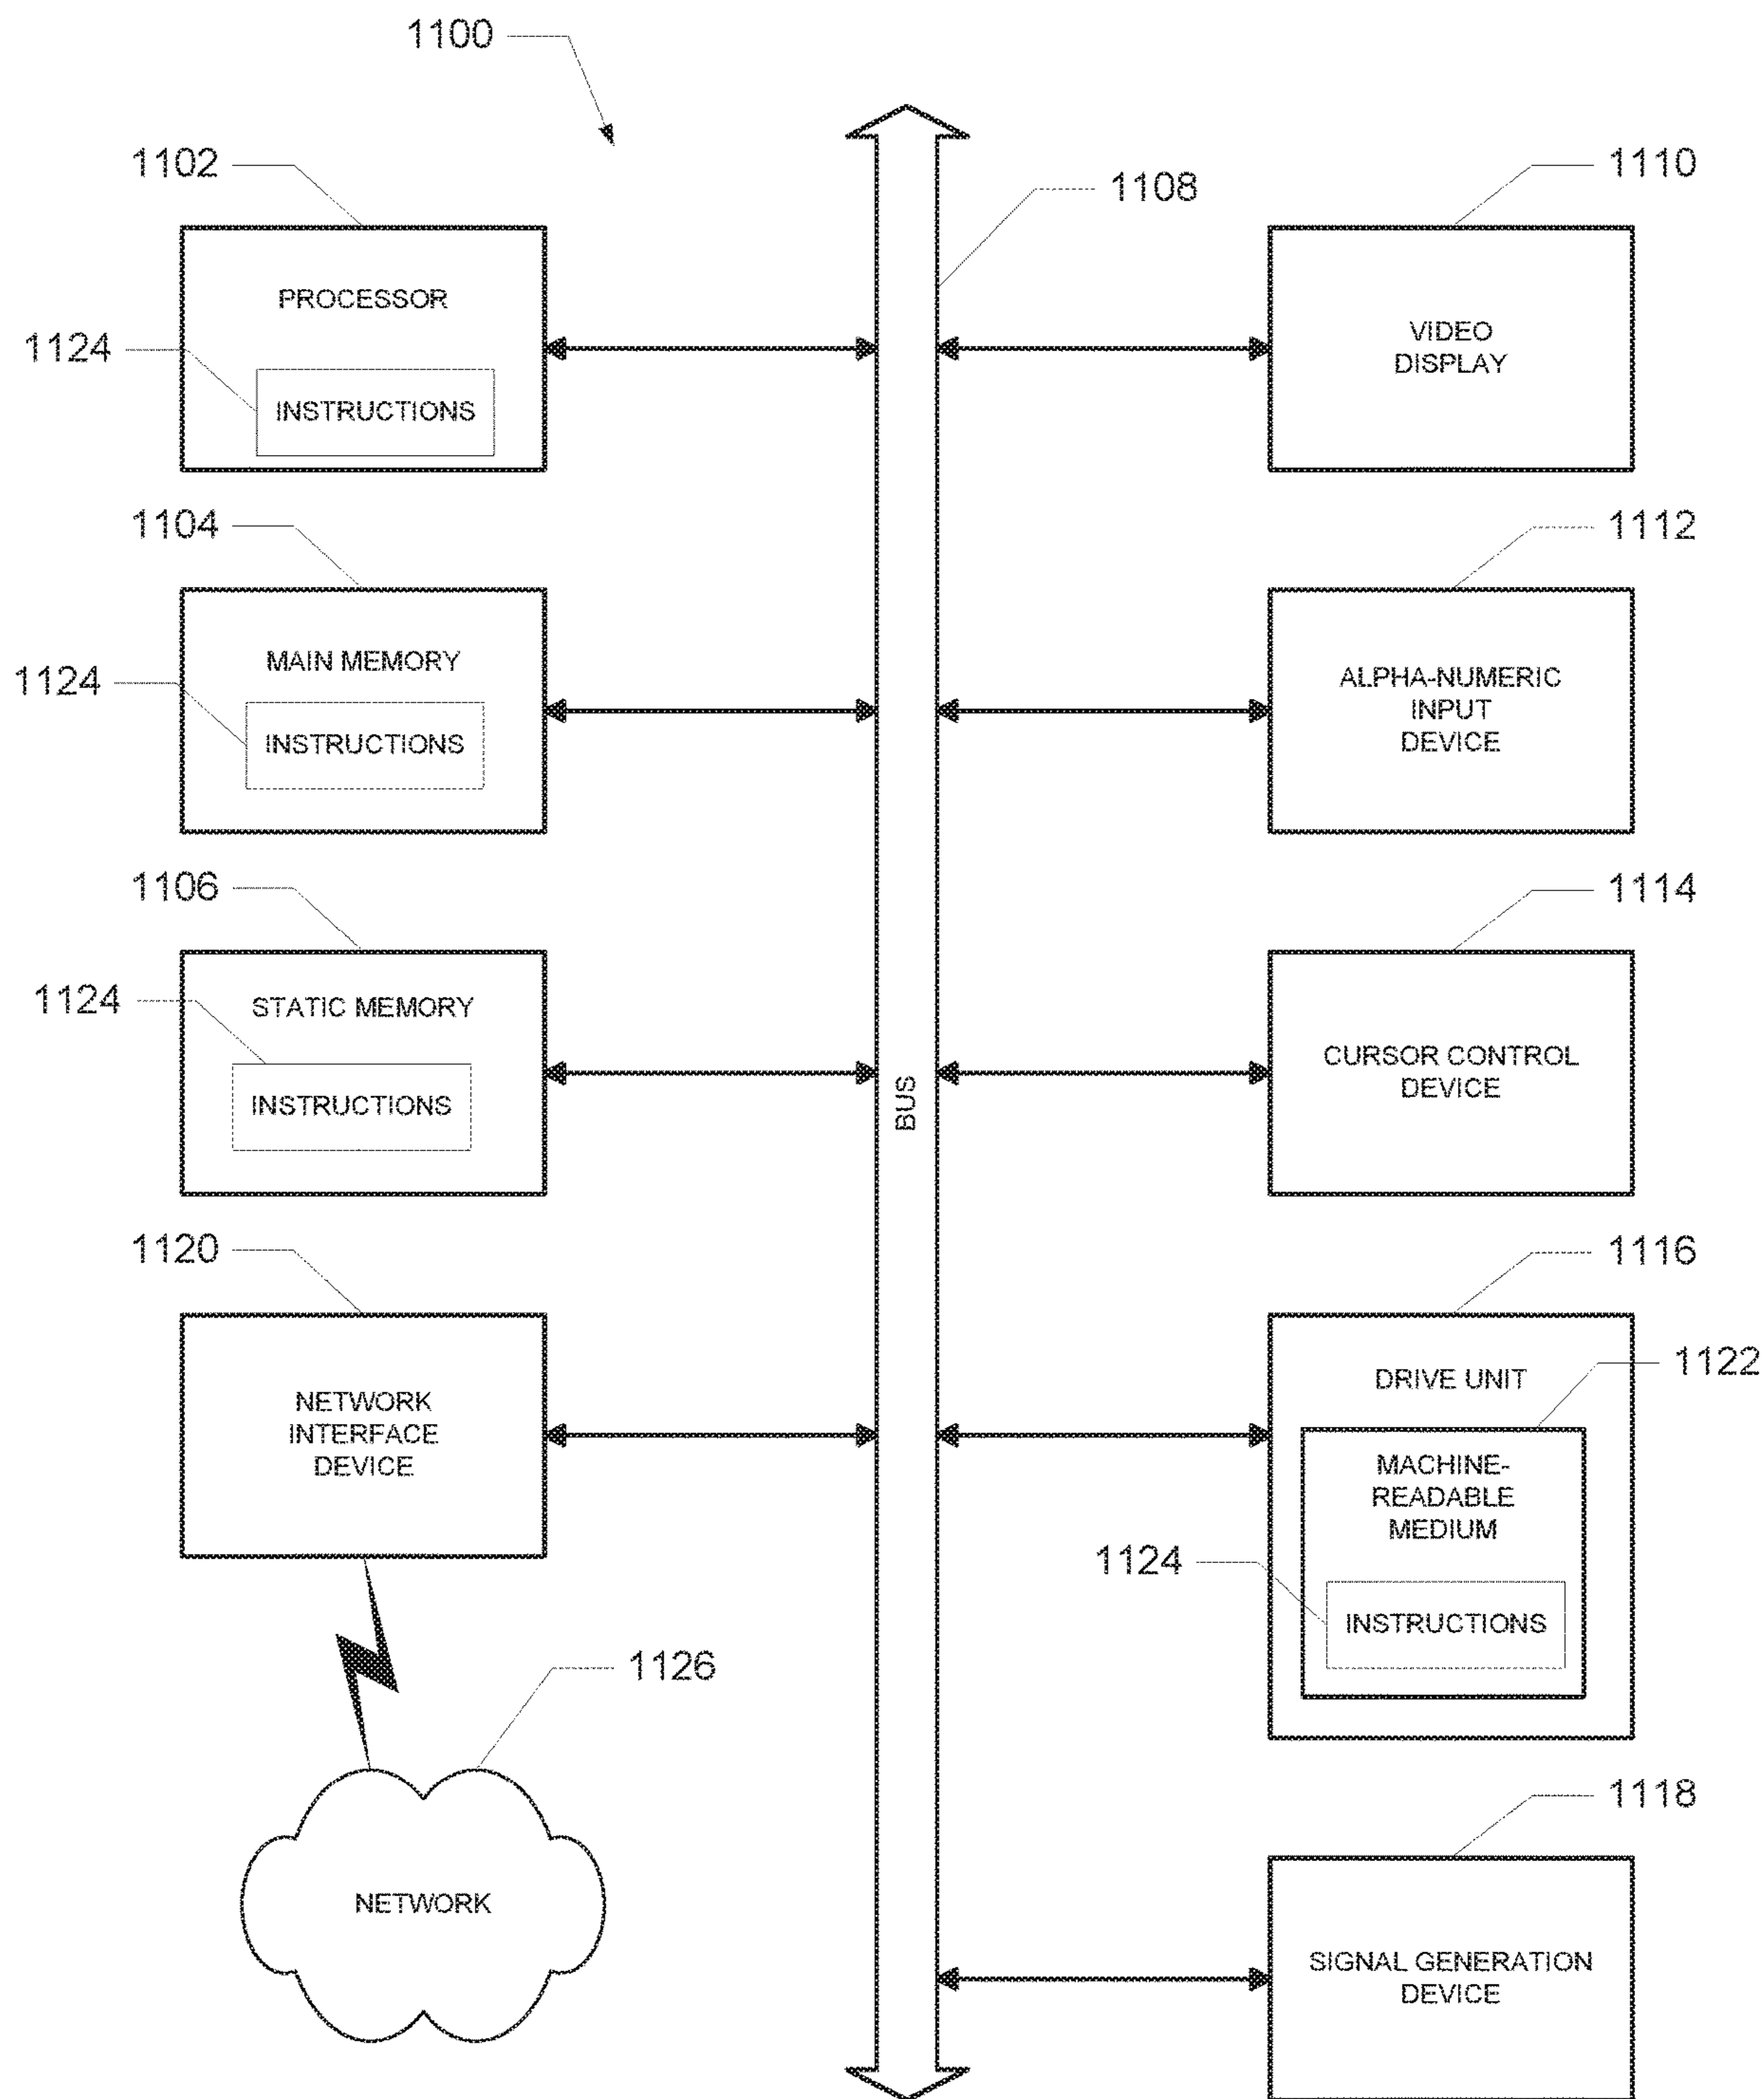 1100
1102
1108
1110
PROCESSOR
1124
INSTRUCTIONS
VIDEO
DISPLAY
1104
1112
MAIN MEMORY
1124
INSTRUCTIONS
ALPHA-NUMERIC
INPUT
DEVICE
1106
1114
STATIC MEMORY
1124
INSTRUCTIONS
CURSOR CONTROL
DEVICE
BUS
1120
1116
NETWORK
INTERFACE
DEVICE
DRIVE UNIT
1122
MACHINE-
READABLE
MEDIUM
1124
INSTRUCTIONS
1126
NETWORK
1118
SIGNAL GENERATION
DEVICE